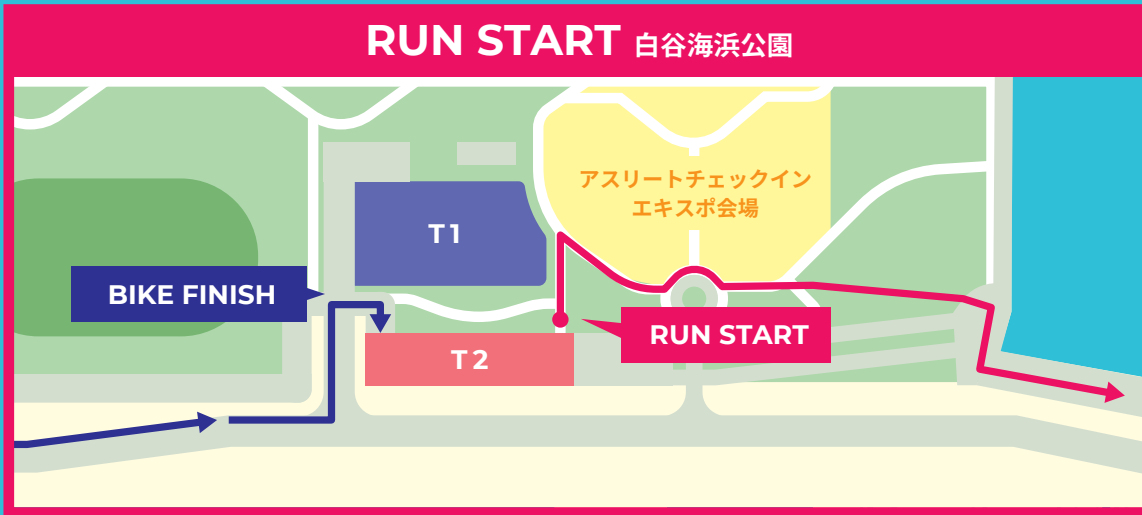 RUN START 白谷海浜公園
アスリートチェックイン
エキスポ会場
T1
BIKE FINISH
RUN START
T2